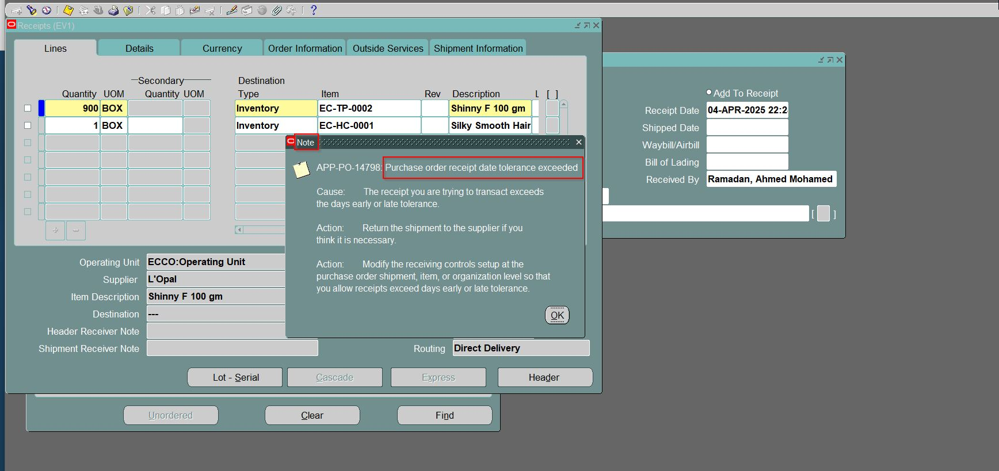 Receipts (EV1)
Lines Details Currency Order Information Outside Services Shipment Information
Secondary Destination
Quantity UOM Quantity UOM Type Item Rev Description L [ ]
900 BOX Inventory EC-TP-0002 Shinny F 100 gm
1 BOX Inventory EC-HC-0001 Silky Smooth Hair
Note
APP-PO-14798: Purchase order receipt date tolerance exceeded
Cause: The receipt you are trying to transact exceeds
the days early or late tolerance.
Action: Return the shipment to the supplier if you
think it is necessary.
Action: Modify the receiving controls setup at the
purchase order shipment, item, or organization level so that
you allow receipts exceed days early or late tolerance.
OK
Operating Unit ECCO:Operating Unit
Supplier L'Opal
Item Description Shinny F 100 gm
Destination ---
Header Receiver Note
Shipment Receiver Note
Routing Direct Delivery
Lot - Serial Cascade Express Header
Unordered Clear Find
Add To Receipt
Receipt Date 04-APR-2025 22:2
Shipped Date
Waybill/Airbill
Bill of Lading
Received By Ramadan, Ahmed Mohamed
[ ]